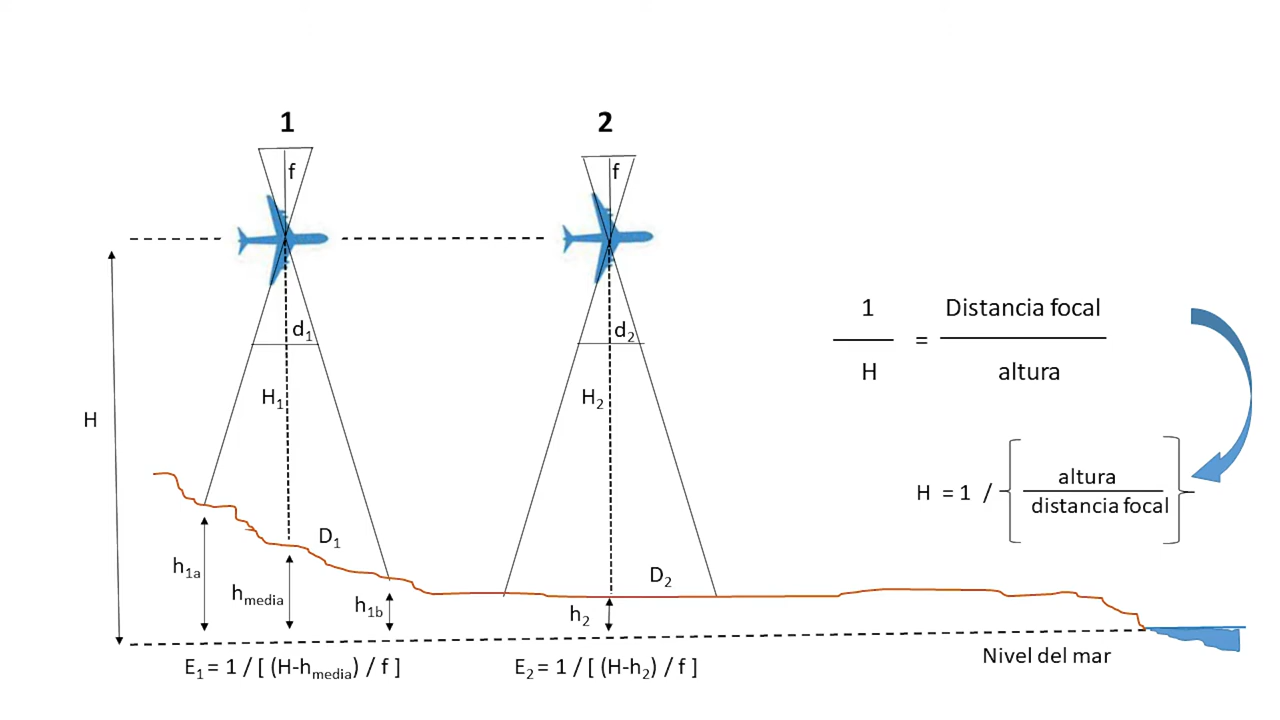 1
2
f
f
d₁
d₂
H₁
H₂
H
D₁
D₂
h₁ₐ
hmedia
h1b
h₂
E₁ = 1 / [ (H-hmedia) / f ]
E₂ = 1 / [ (H-h₂) / f ]
Nivel del mar
1
H
=
Distancia focal
altura
H = 1 /
altura
distancia focal